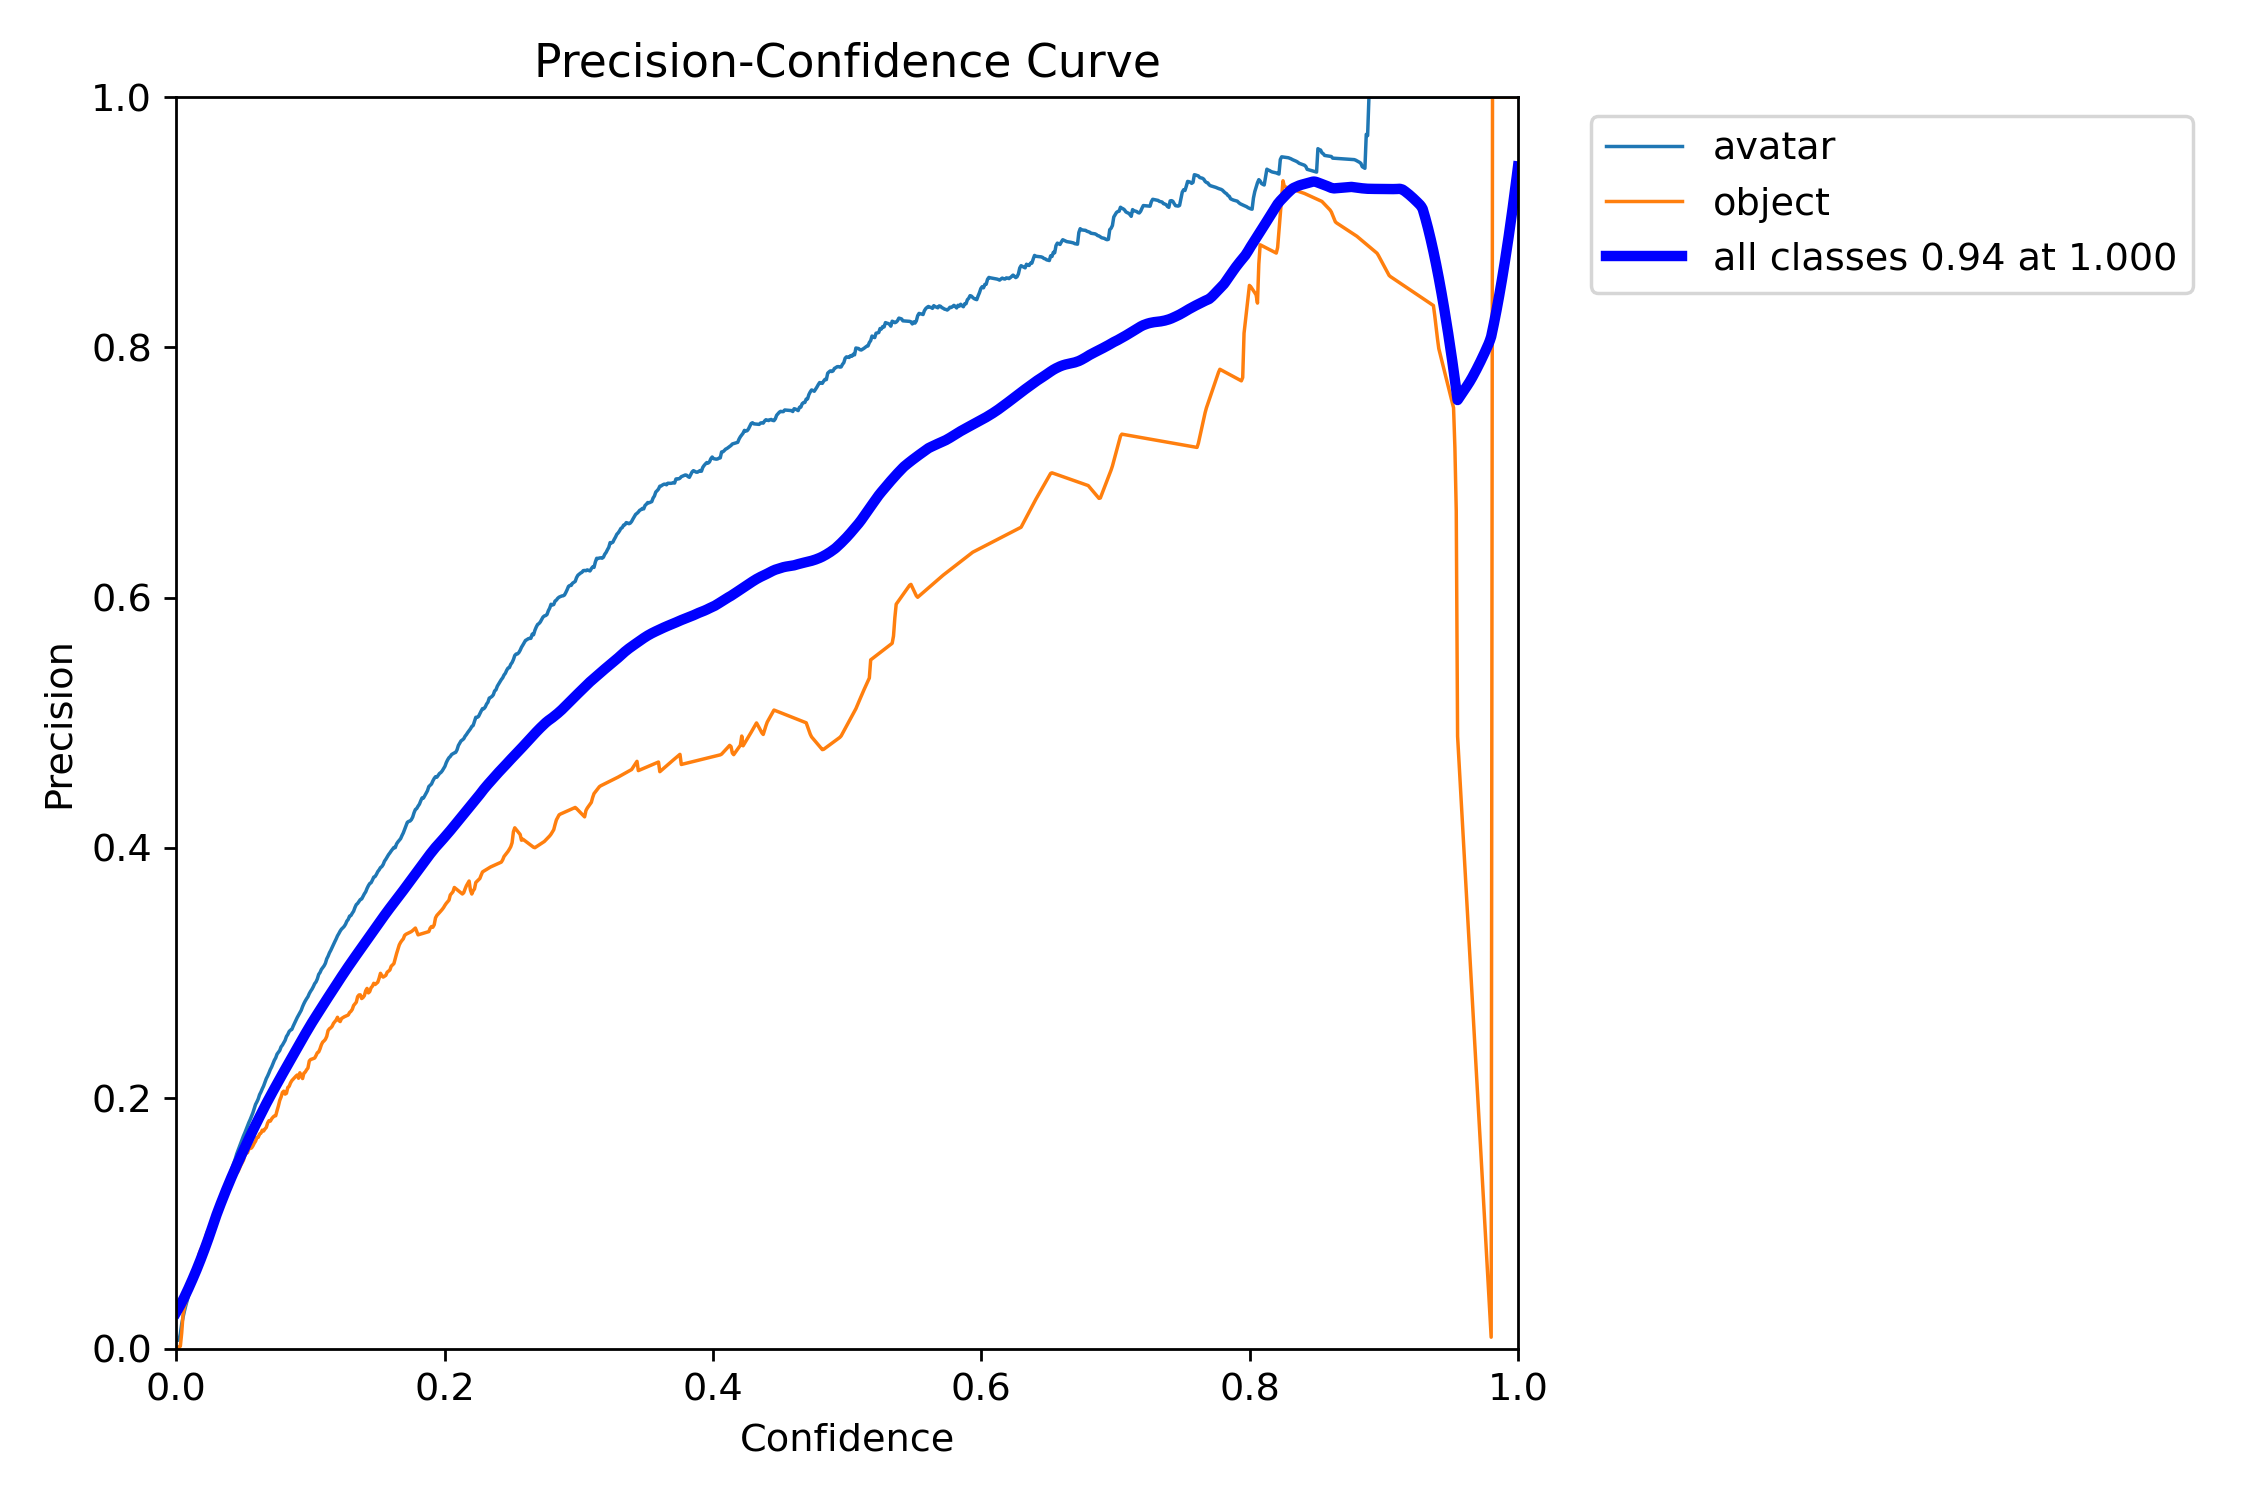 Precision-Confidence Curve
1.0
0.8
0.6
0.4
0.2
0.0
Precision
0.0 0.2 0.4 0.6 0.8 1.0
Confidence
avatar
object
all classes 0.94 at 1.000